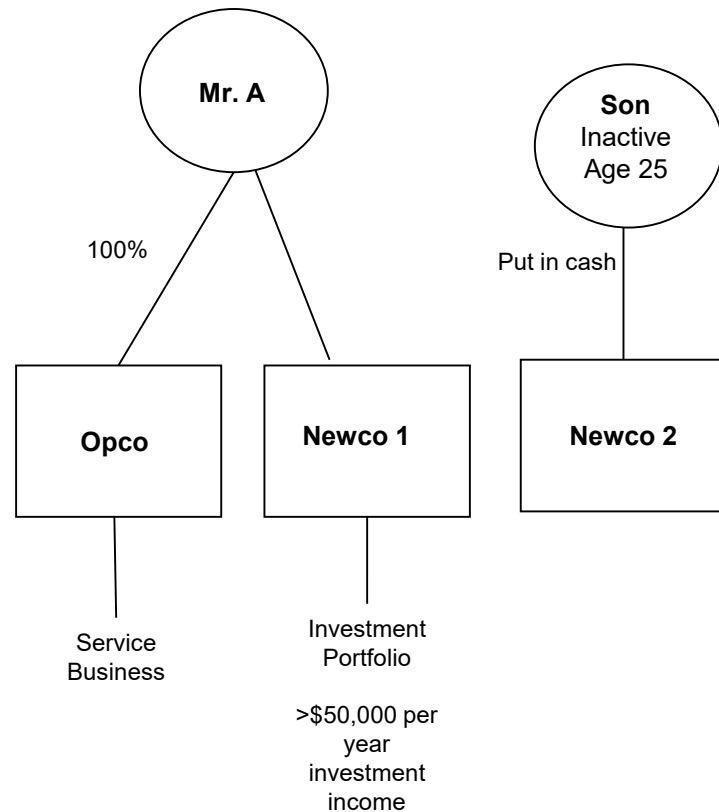 Mr. A
Son
Inactive
Age 25
100%
Put in cash
Opco
Newco 1
Newco 2
Service
Business
Investment
Portfolio
>$50,000 per
year
investment
income